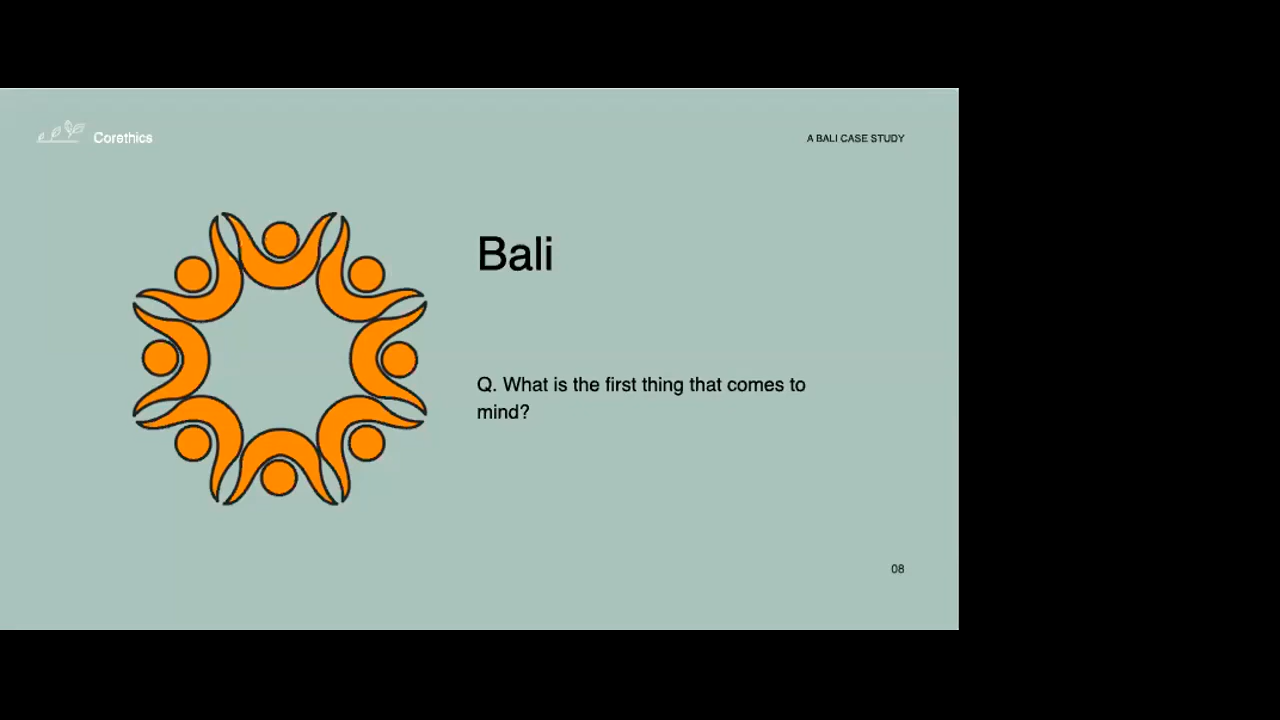 Corethics
A BALI CASE STUDY
Bali
Q. What is the first thing that comes to
mind?
08